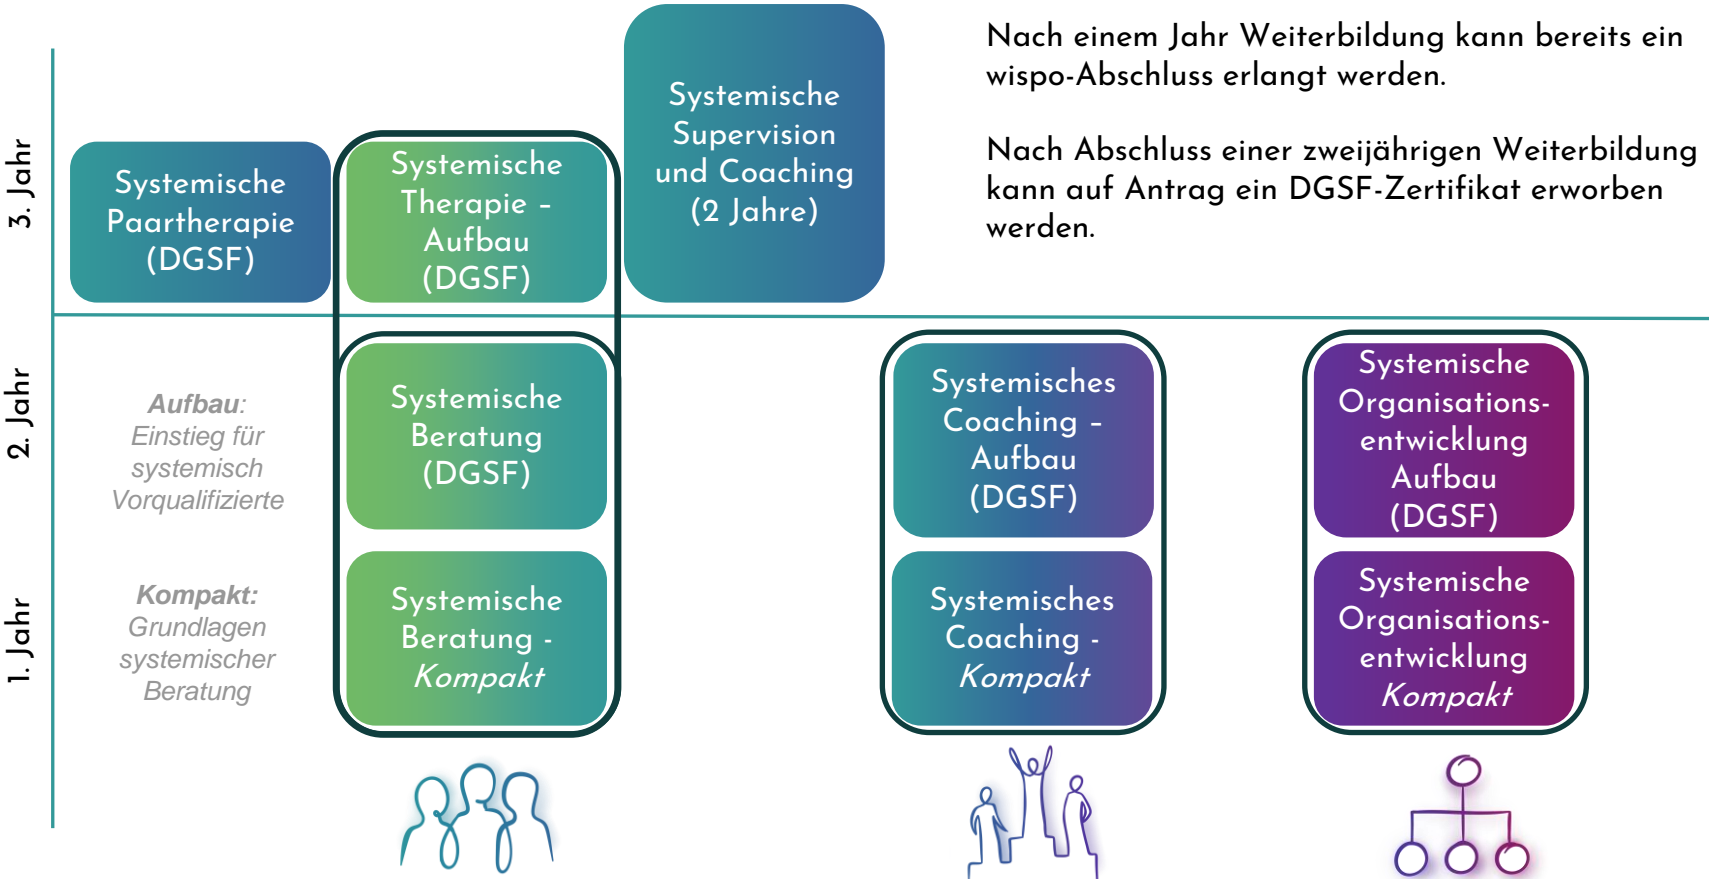 Nach einem Jahr Weiterbildung kann bereits ein
wispo-Abschluss erlangt werden.
Nach Abschluss einer zweijährigen Weiterbildung
kann auf Antrag ein DGSF-Zertifikat erworben
werden.
3. Jahr
Systemische
Paartherapie
(DGSF)
Systemische
Therapie –
Aufbau
(DGSF)
Systemische
Supervision
und Coaching
(2 Jahre)
2. Jahr
Aufbau:
Einstieg für
systemisch
Vorqualifizierte
Systemische
Beratung
(DGSF)
Systemisches
Coaching –
Aufbau
(DGSF)
Systemische
Organisations-
entwicklung
Aufbau
(DGSF)
1. Jahr
Kompakt:
Grundlagen
systemischer
Beratung
Systemische
Beratung -
Kompakt
Systemisches
Coaching -
Kompakt
Systemische
Organisations-
entwicklung
Kompakt